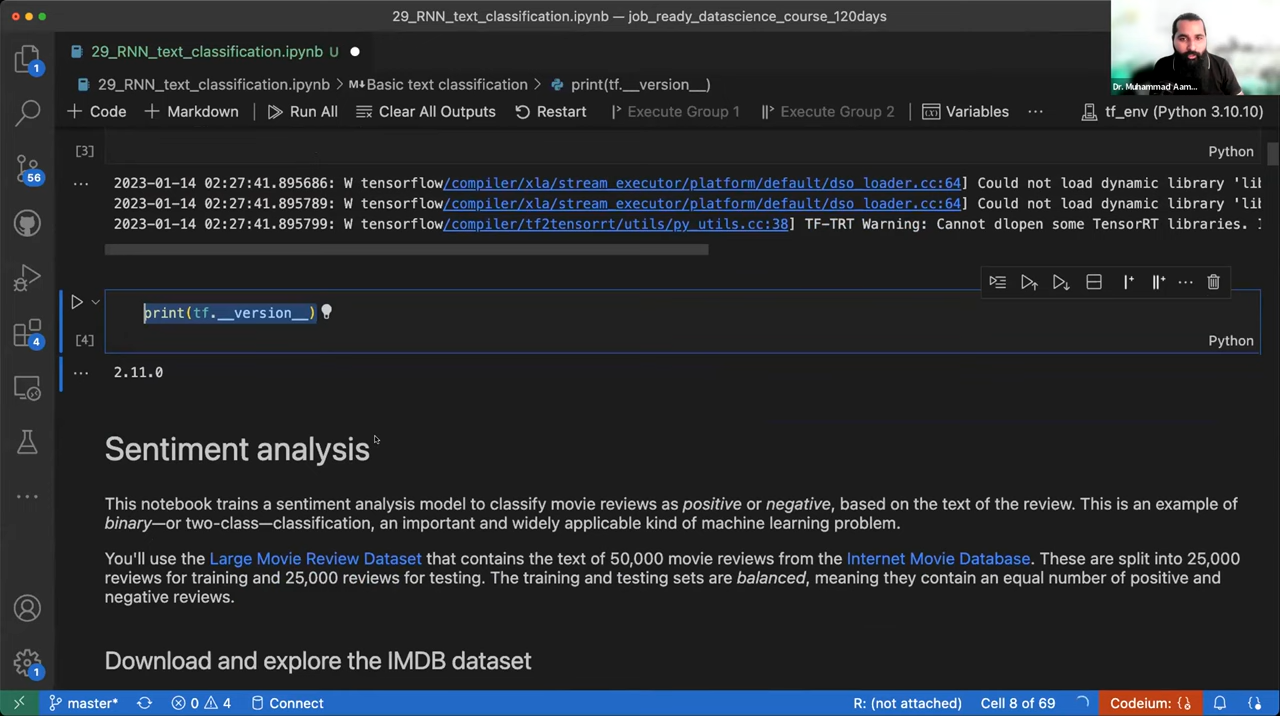 29_RNN_text_classification.ipynb — job_ready_datascience_course_120days
29_RNN_text_classification.ipynb U
29_RNN_text_classification.ipynb > M↓Basic text classification > print(tf.__version__)
Dr. Muhammad Aam...
+ Code + Markdown Run All Clear All Outputs Restart Execute Group 1 Execute Group 2 Variables ... tf_env (Python 3.10.10)
[3] Python
... 2023-01-14 02:27:41.895686: W tensorflow/compiler/xla/stream_executor/platform/default/dso_loader.cc:64] Could not load dynamic library 'lib
2023-01-14 02:27:41.895789: W tensorflow/compiler/xla/stream_executor/platform/default/dso_loader.cc:64] Could not load dynamic library 'lib
2023-01-14 02:27:41.895799: W tensorflow/compiler/tf2tensorrt/utils/py_utils.cc:38] TF-TRT Warning: Cannot dlopen some TensorRT libraries.
print(tf.__version__)
[4] Python
... 2.11.0
Sentiment analysis
This notebook trains a sentiment analysis model to classify movie reviews as positive or negative, based on the text of the review. This is an example of
binary—or two-class—classification, an important and widely applicable kind of machine learning problem.
You'll use the Large Movie Review Dataset that contains the text of 50,000 movie reviews from the Internet Movie Database. These are split into 25,000
reviews for training and 25,000 reviews for testing. The training and testing sets are balanced, meaning they contain an equal number of positive and
negative reviews.
Download and explore the IMDB dataset
1
56
4
1
master* 0 4 Connect R: (not attached) Cell 8 of 69 Codeium: {}